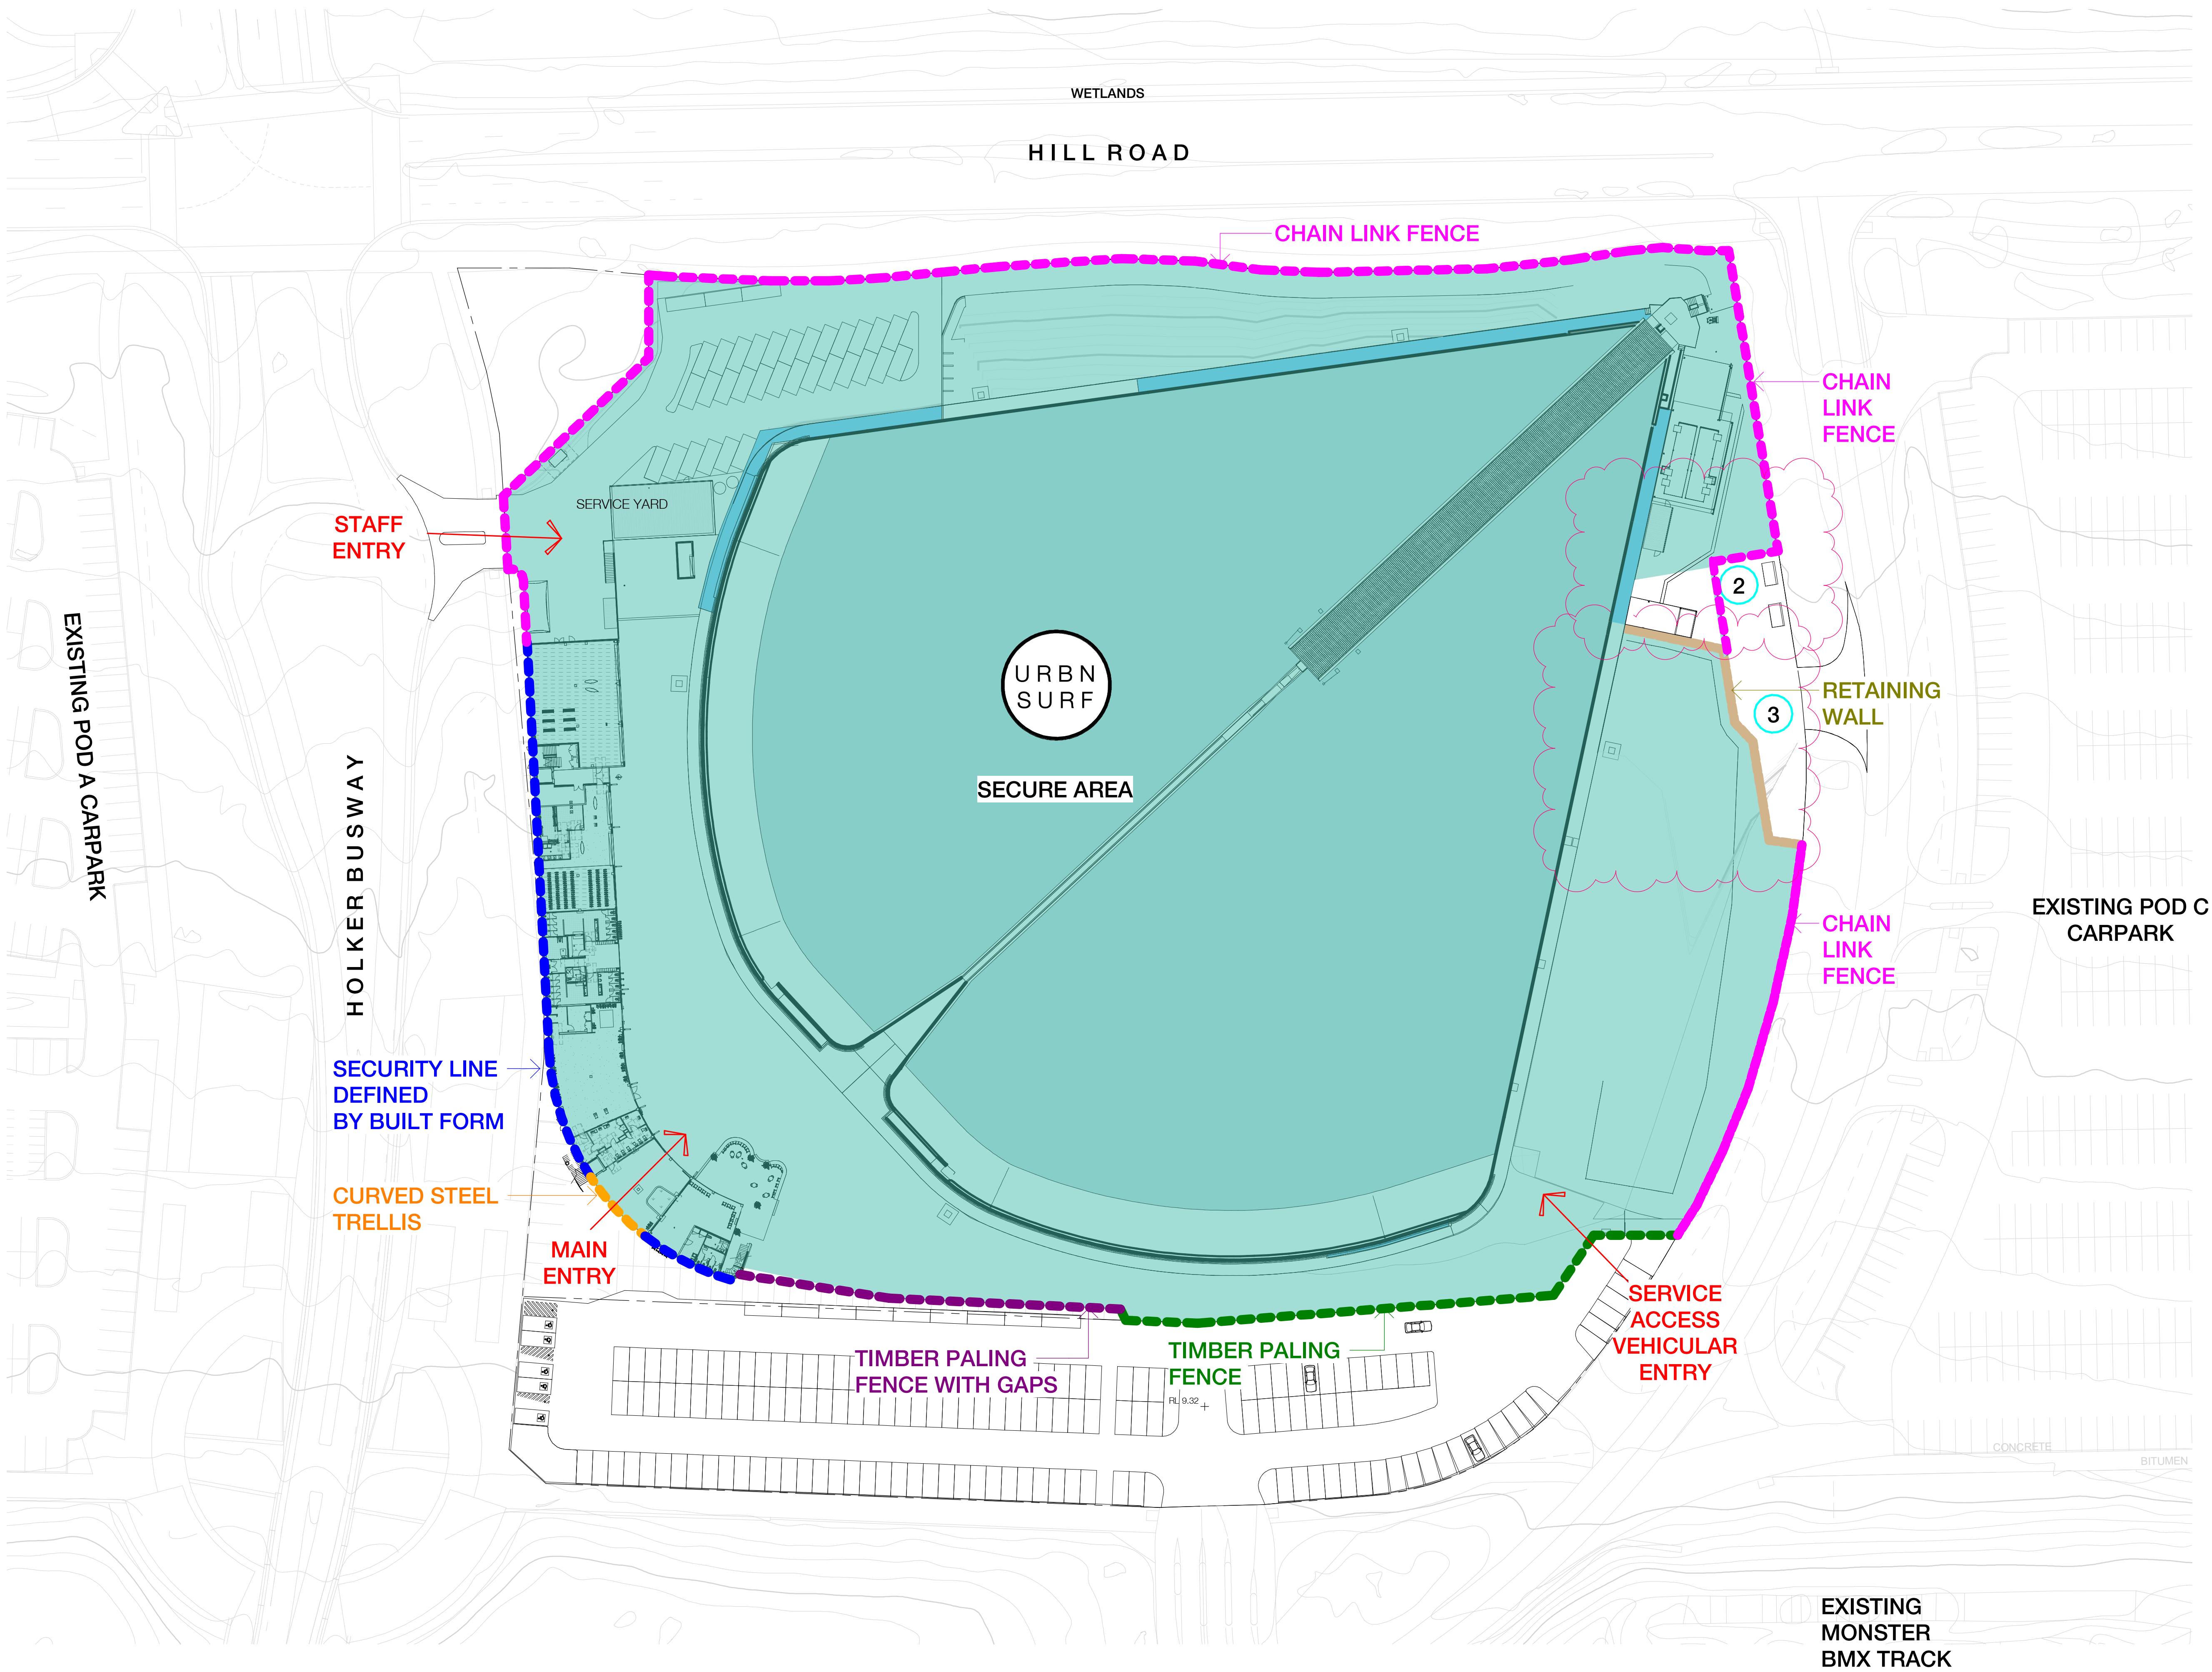 WETLANDS
HILL ROAD
CHAIN LINK FENCE
CHAIN
LINK
FENCE
STAFF
ENTRY
SERVICE YARD
2
EXISTING POD A CARPARK
URBN
SURF
RETAINING
WALL
3
HOLKER BUSWAY
SECURE AREA
EXISTING POD C
CARPARK
CHAIN
LINK
FENCE
SECURITY LINE
DEFINED
BY BUILT FORM
CURVED STEEL
TRELLIS
MAIN
ENTRY
SERVICE
ACCESS
VEHICULAR
ENTRY
TIMBER PALING
FENCE WITH GAPS
TIMBER PALING
FENCE
RL 9.32
CONCRETE
BITUMEN
EXISTING
MONSTER
BMX TRACK